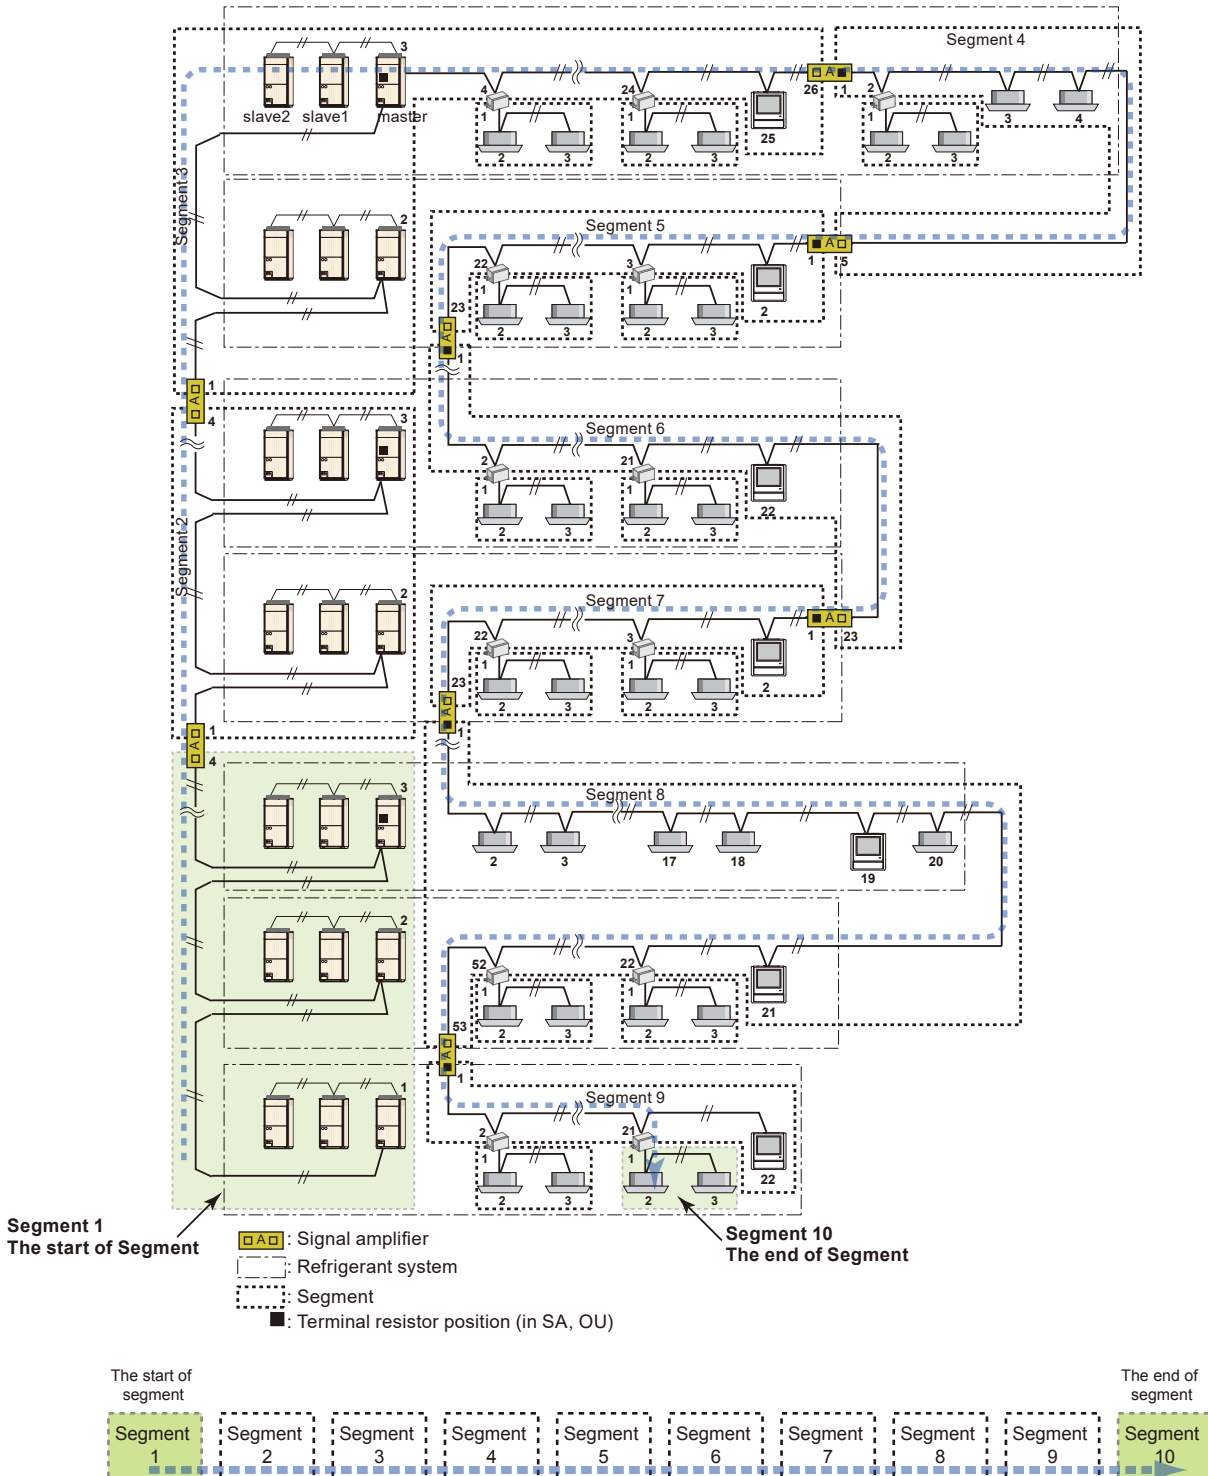 Segment 4
3
slave2 slave1 master
4
1
2 3
24
1
2 3
25
26
A
1
2
1
2 3
3
4
Segment 3
2
Segment 5
22
1
2 3
3
1
2 3
2
1
A
5
23
A
1
1
A
4
3
Segment 6
2
1
2 3
21
1
2 3
22
Segment 2
2
Segment 7
22
1
2 3
3
1
2 3
2
1
A
23
23
A
1
1
A
4
3
Segment 8
2
3
17
18
19
20
2
52
1
2 3
22
1
2 3
21
53
A
1
1
Segment 9
2
1
2 3
21
1
2 3
22
Segment 1
The start of Segment
Segment 10
The end of Segment
A : Signal amplifier
: Refrigerant system
: Segment
: Terminal resistor position (in SA, OU)
The start of
segment
The end of
segment
Segment Segment Segment Segment Segment Segment Segment Segment Segment Segment
1 2 3 4 5 6 7 8 9 10